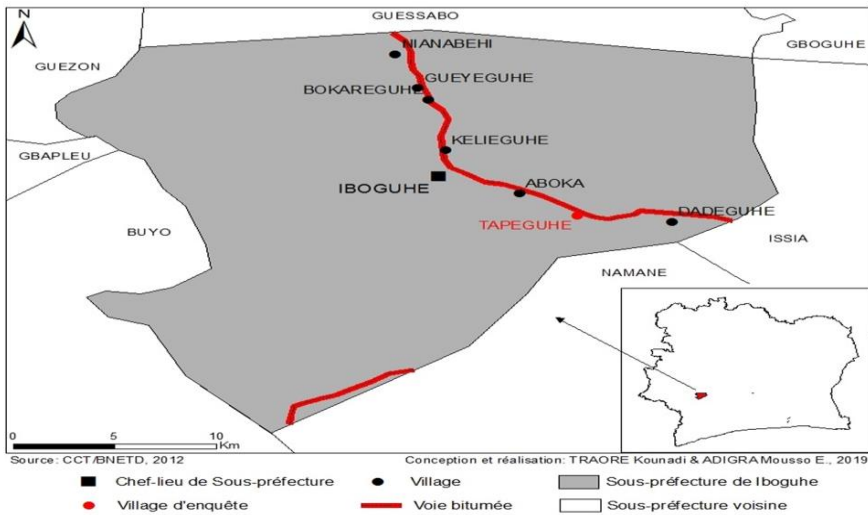 GUESSABO
N
NIANABEHI
GBOGUHE
GUEZON
GUEYEGUHE
BOKAREGUHE
KELIEGUHE
GBAPLEU
IBOGUHE
ABOKA
DADEGUHE
TAPEGUHE
BUYO
ISSIA
NAMANE
0 5 10
Km
Source: CCT/BNETD, 2012 Conception et réalisation: TRAORE Kounadi & ADIGRA Mousso E., 2019
Chef-lieu de Sous-préfecture Village Sous-préfecture de Iboguhe
Village d'enquête Voie bitumée Sous-préfecture voisine